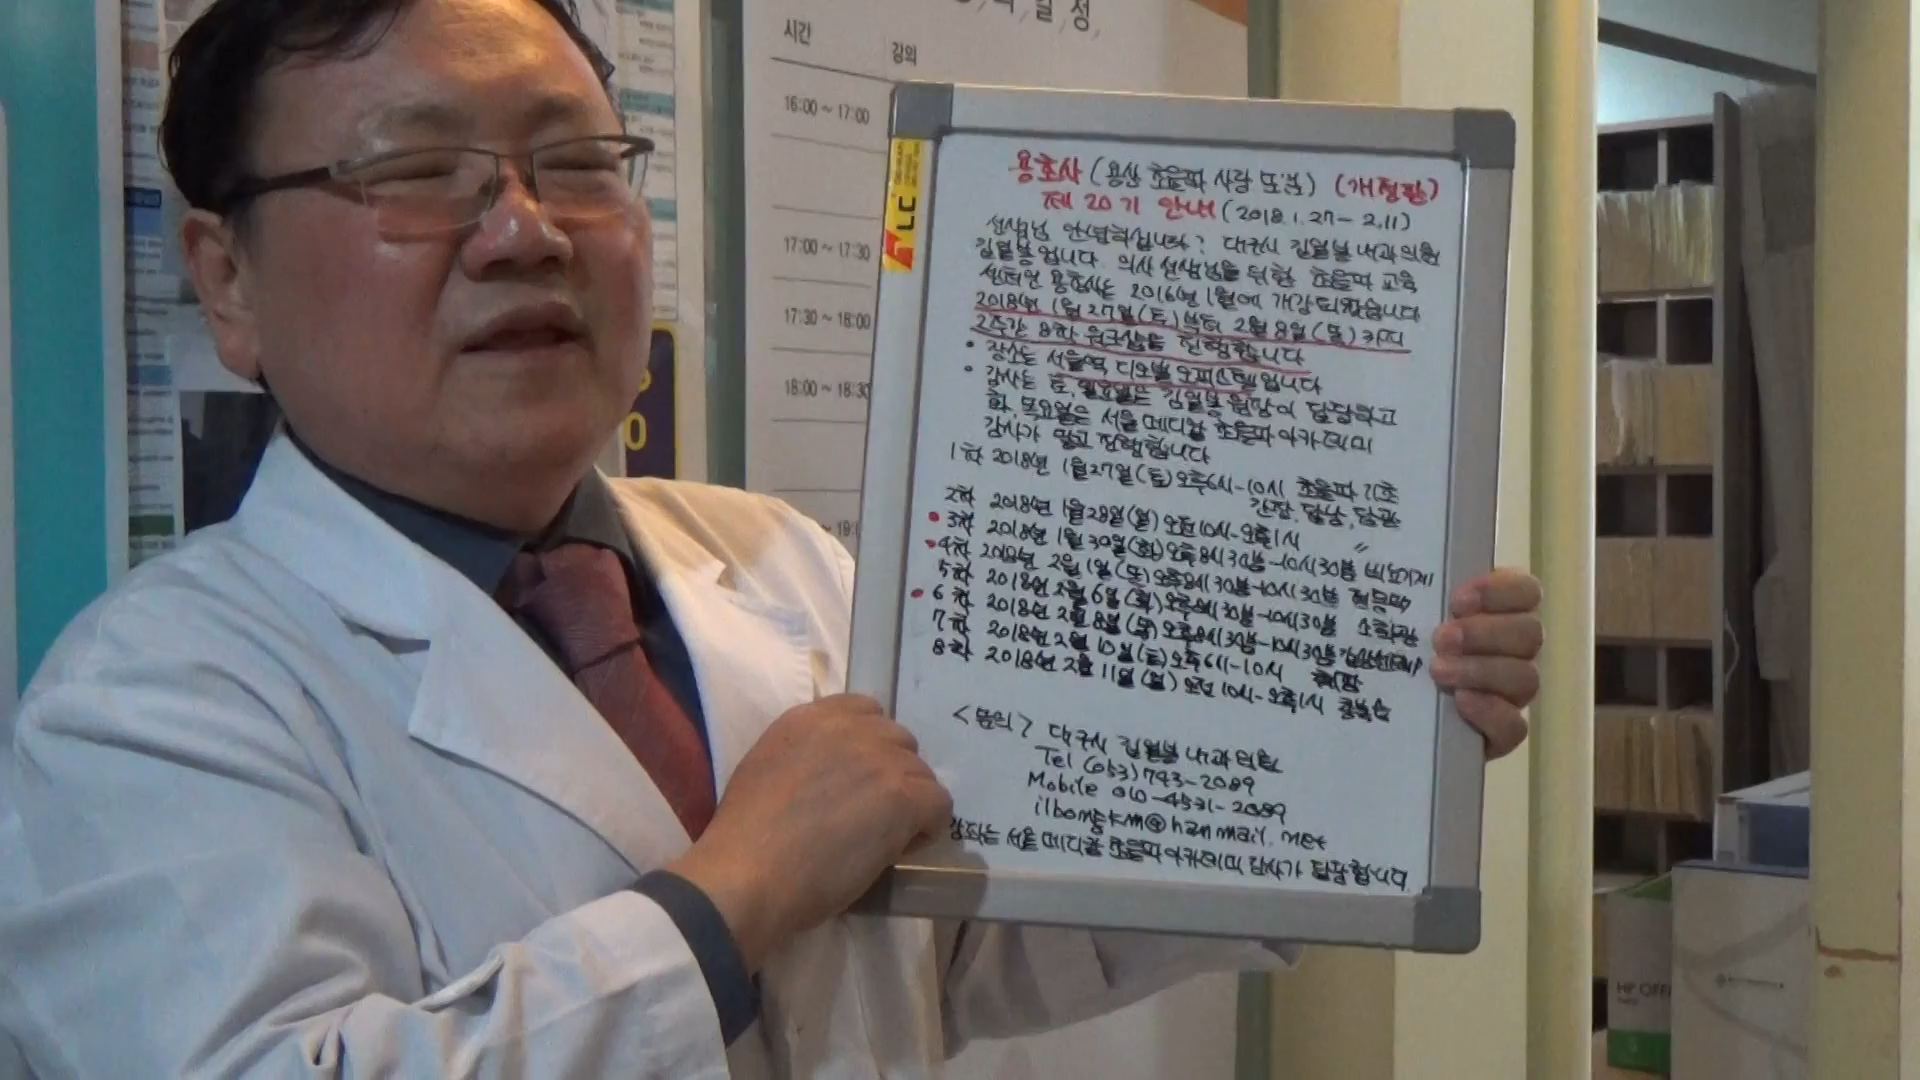 시간
강의
16:00 ~ 17:00
17:00 ~ 17:30
17:30 ~ 18:00
18:00 ~ 18:30
용초사 (용산 초음파 사랑 모임) (개정판)
제 20기 안내 (2018.1.27 - 2.11)
선생님 안녕하십니까? 대구시 김일봉 내과의원
김일봉입니다. 의사 선생님을 위한 초음파 교육
센터인 용초사는 2016년 1월에 개강되었습니다
2018년 1월 27일(토)부터 2월 8일(목)까지
2주간 8차 워크샵을 진행합니다
• 장소는 서울역 디오빌 오피스텔입니다
• 강사는 토, 일요일은 김일봉 원장이 담당하고
화, 목요일은 서울 메디칼 초음파 아카데미
강사가 맡고 진행합니다
1차 2018년 1월 27일(토) 오후 6시-10시 초음파 기초
간장, 담낭, 담관
2차 2018년 1월 28일(일) 오전 10시-오후 1시 〃
• 3차 2018년 1월 30일(화) 오후 8시 30분-10시 30분 비뇨기계
• 4차 2018년 2월 1일(목) 오후 8시 30분-10시 30분
5차 2018년 2월 6일(화) 오후 8시 30분-10시 30분 소화관
• 6차 2018년 2월 8일(목) 오후 8시 30분-10시 30분
7차 2018년 2월 10일(토) 오후 6시-10시 췌장
8차 2018년 2월 11일(일) 오전 10시-오후 1시 총복습
<문의> 대구시 김일봉 내과의원
Tel (053) 743-2089
Mobile 010-4531-2089
ilbongkm@hanmail.net
강좌는 서울 메디칼 초음파 아카데미 강사가 담당합니다
HP OFFI